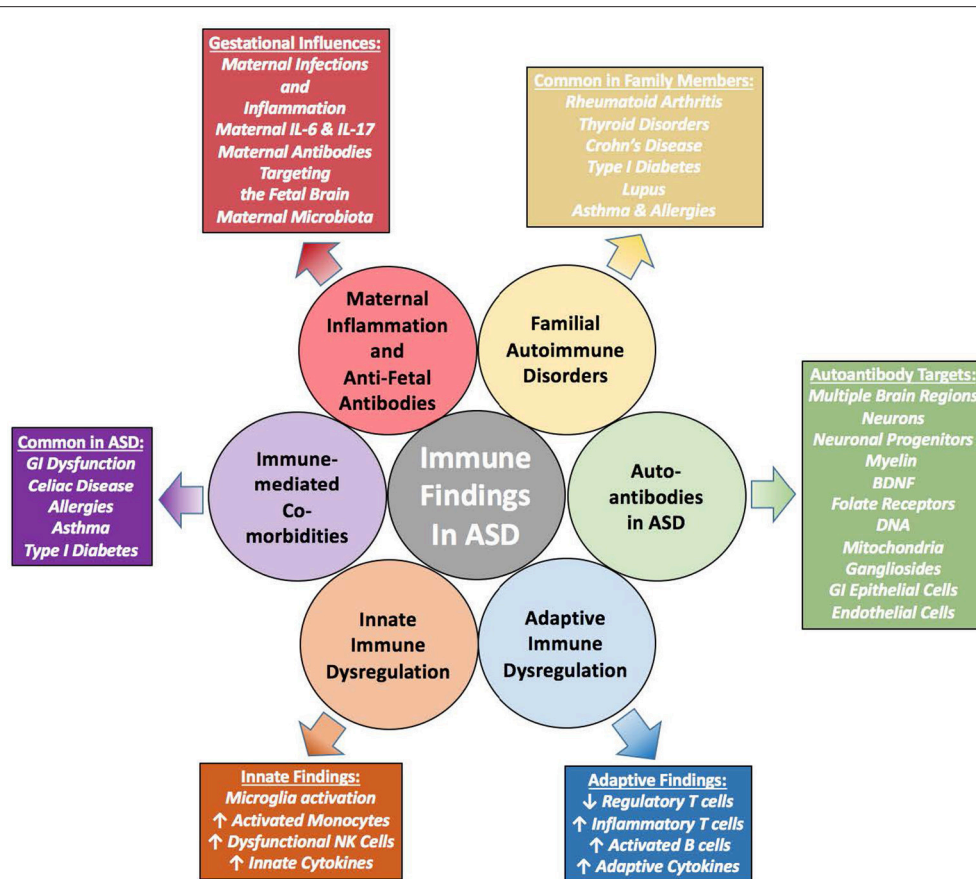 Gestational Influences:
Maternal Infections
and
Inflammation
Maternal IL-6 & IL-17
Maternal Antibodies
Targeting
the Fetal Brain
Maternal Microbiota
Common in Family Members:
Rheumatoid Arthritis
Thyroid Disorders
Crohn's Disease
Type I Diabetes
Lupus
Asthma & Allergies
Maternal
Inflammation
and
Anti-Fetal
Antibodies
Familial
Autoimmune
Disorders
Common in ASD:
GI Dysfunction
Celiac Disease
Allergies
Asthma
Type I Diabetes
Immune-
mediated
Co-
morbidities
Immune
Findings
In ASD
Auto-
antibodies
in ASD
Autoantibody Targets:
Multiple Brain Regions
Neurons
Neuronal Progenitors
Myelin
BDNF
Folate Receptors
DNA
Mitochondria
Gangliosides
GI Epithelial Cells
Endothelial Cells
Innate
Immune
Dysregulation
Adaptive
Immune
Dysregulation
Innate Findings:
Microglia activation
↑ Activated Monocytes
↑ Dysfunctional NK Cells
↑ Innate Cytokines
Adaptive Findings:
↓ Regulatory T cells
↑ Inflammatory T cells
↑ Activated B cells
↑ Adaptive Cytokines